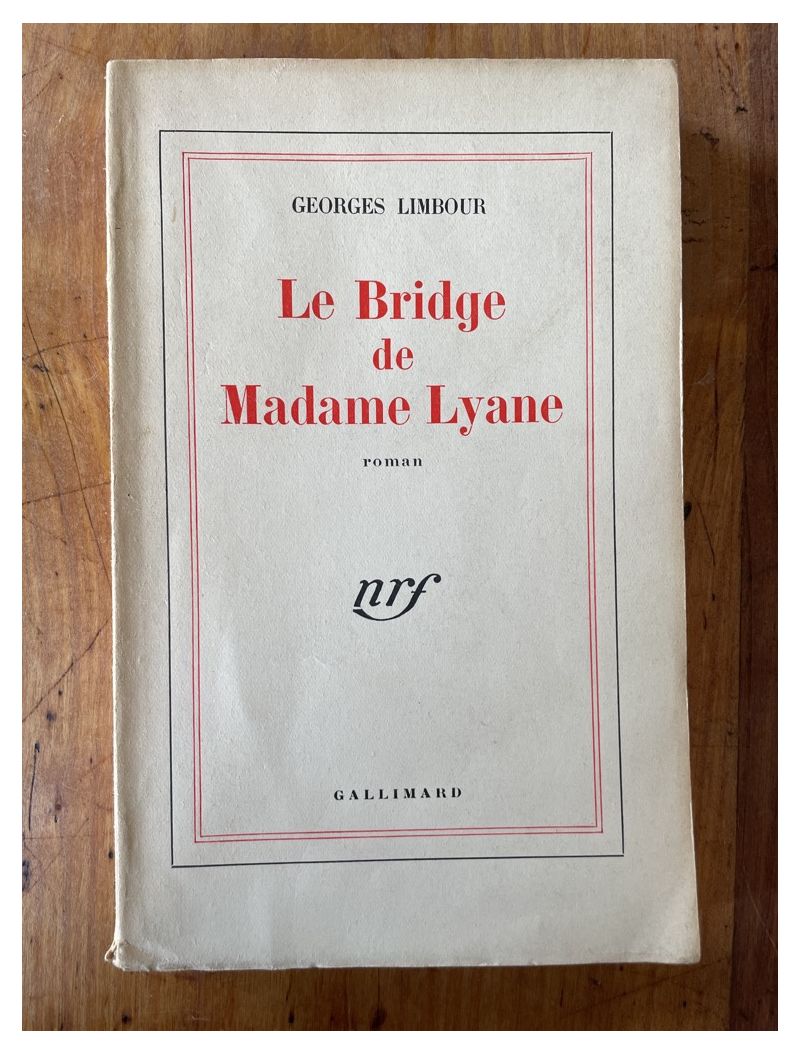 GEORGES LIMBOUR
Le Bridge
de
Madame Lyane
roman
nrf
GALLIMARD